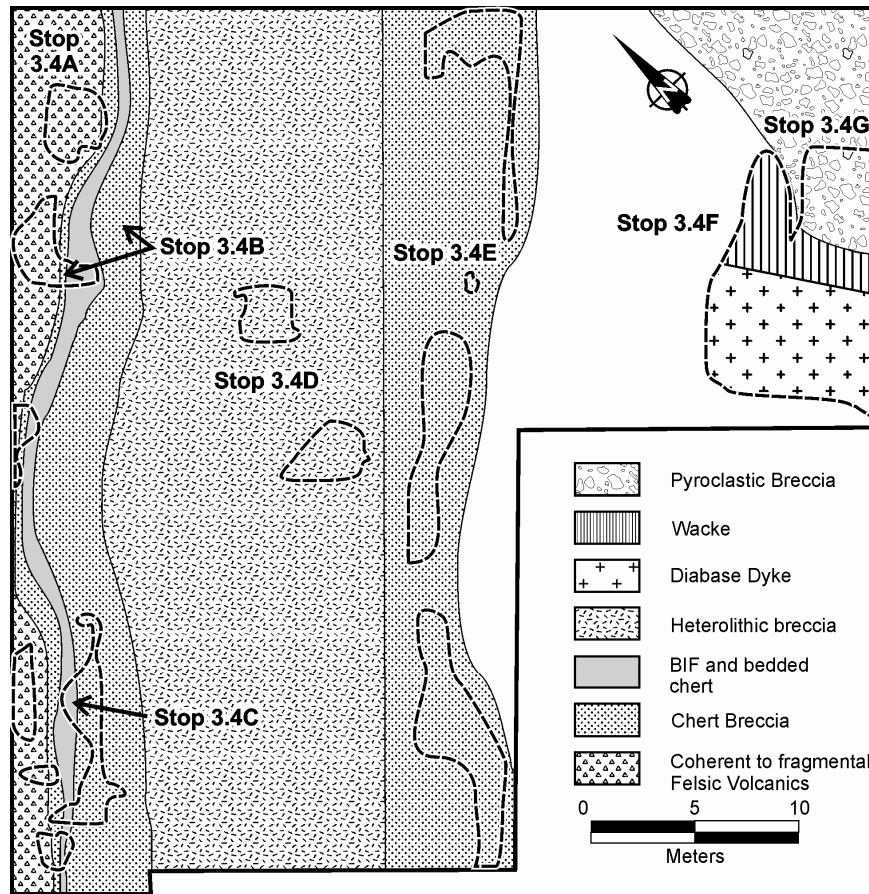 Stop
3.4A
Stop 3.4B
Stop 3.4C
Stop 3.4D
Stop 3.4E
Stop 3.4F
Stop 3.4G
Pyroclastic Breccia
Wacke
Diabase Dyke
Heterolithic breccia
BIF and bedded
chert
Chert Breccia
Coherent to fragmental
Felsic Volcanics
0 5 10
Meters